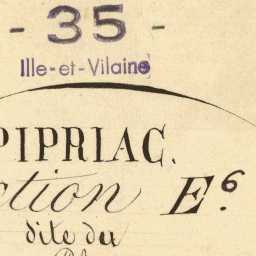 - 35 -
Ille-et-Vilaine
PIPRIAC.
ction E.⁶
dite du